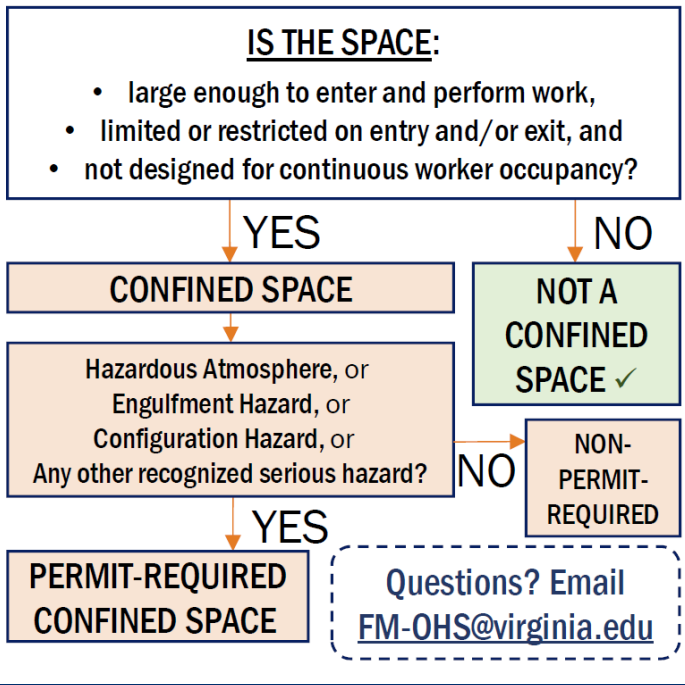 IS THE SPACE:
• large enough to enter and perform work,
• limited or restricted on entry and/or exit, and
• not designed for continuous worker occupancy?
YES
NO
CONFINED SPACE
NOT A
CONFINED
SPACE ✓
Hazardous Atmosphere, or
Engulfment Hazard, or
Configuration Hazard, or
Any other recognized serious hazard?
NO
NON-
PERMIT-
REQUIRED
YES
PERMIT-REQUIRED
CONFINED SPACE
Questions? Email
FM-OHS@virginia.edu